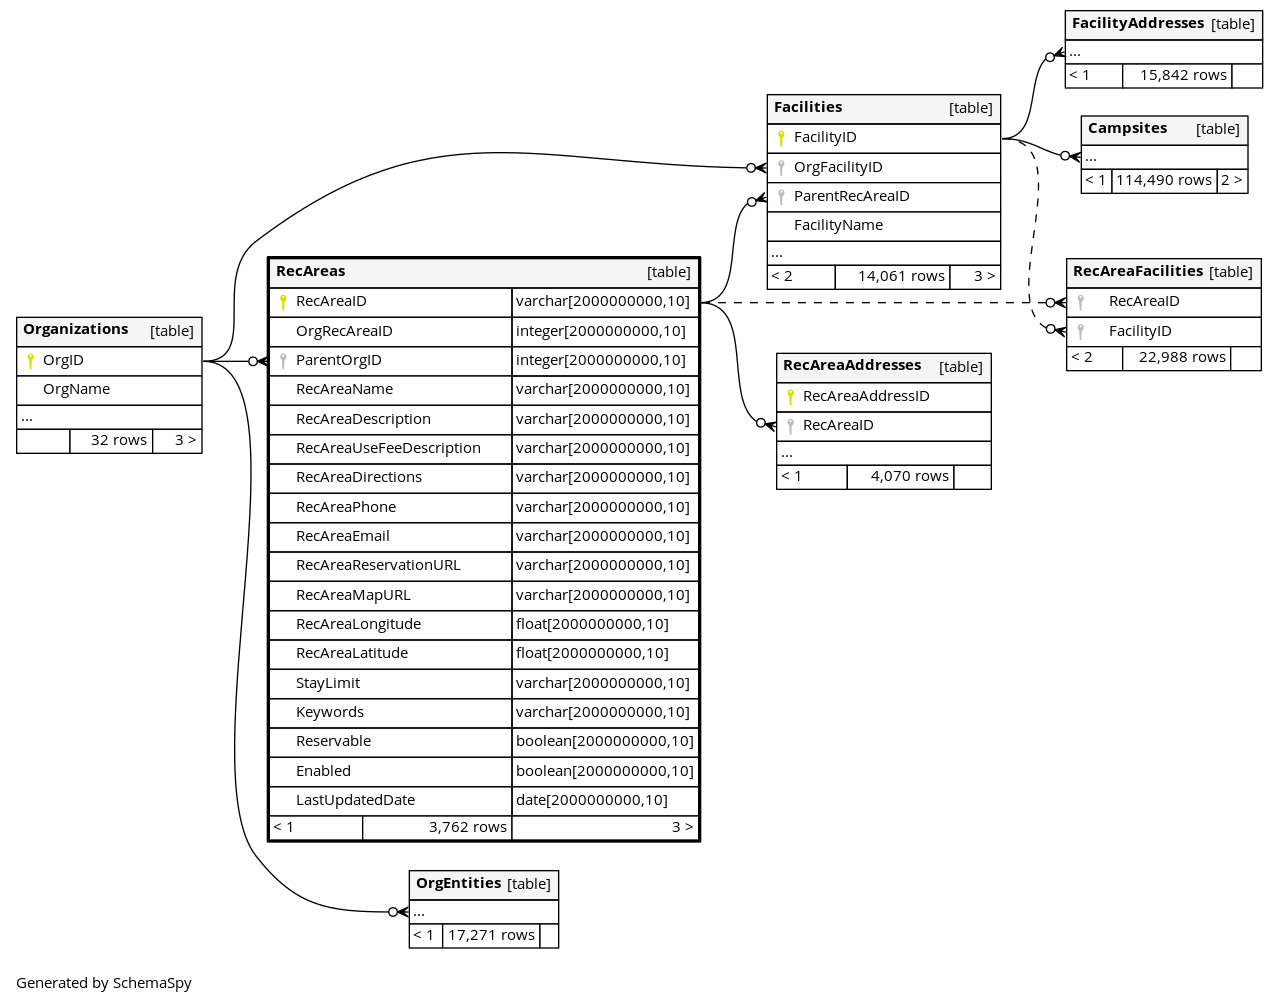 FacilityAddresses [table]
...
< 1 15,842 rows
Facilities [table]
FacilityID
OrgFacilityID
ParentRecAreaID
FacilityName
...
< 2 14,061 rows 3 >
Campsites [table]
...
< 1 114,490 rows 2 >
RecAreas [table]
RecAreaID varchar[2000000000,10]
OrgRecAreaID integer[2000000000,10]
ParentOrgID integer[2000000000,10]
RecAreaName varchar[2000000000,10]
RecAreaDescription varchar[2000000000,10]
RecAreaUseFeeDescription varchar[2000000000,10]
RecAreaDirections varchar[2000000000,10]
RecAreaPhone varchar[2000000000,10]
RecAreaEmail varchar[2000000000,10]
RecAreaReservationURL varchar[2000000000,10]
RecAreaMapURL varchar[2000000000,10]
RecAreaLongitude float[2000000000,10]
RecAreaLatitude float[2000000000,10]
StayLimit varchar[2000000000,10]
Keywords varchar[2000000000,10]
Reservable boolean[2000000000,10]
Enabled boolean[2000000000,10]
LastUpdatedDate date[2000000000,10]
< 1 3,762 rows 3 >
RecAreaFacilities [table]
RecAreaID
FacilityID
< 2 22,988 rows
Organizations [table]
OrgID
OrgName
...
32 rows 3 >
RecAreaAddresses [table]
RecAreaAddressID
RecAreaID
...
< 1 4,070 rows
OrgEntities [table]
...
< 1 17,271 rows
Generated by SchemaSpy